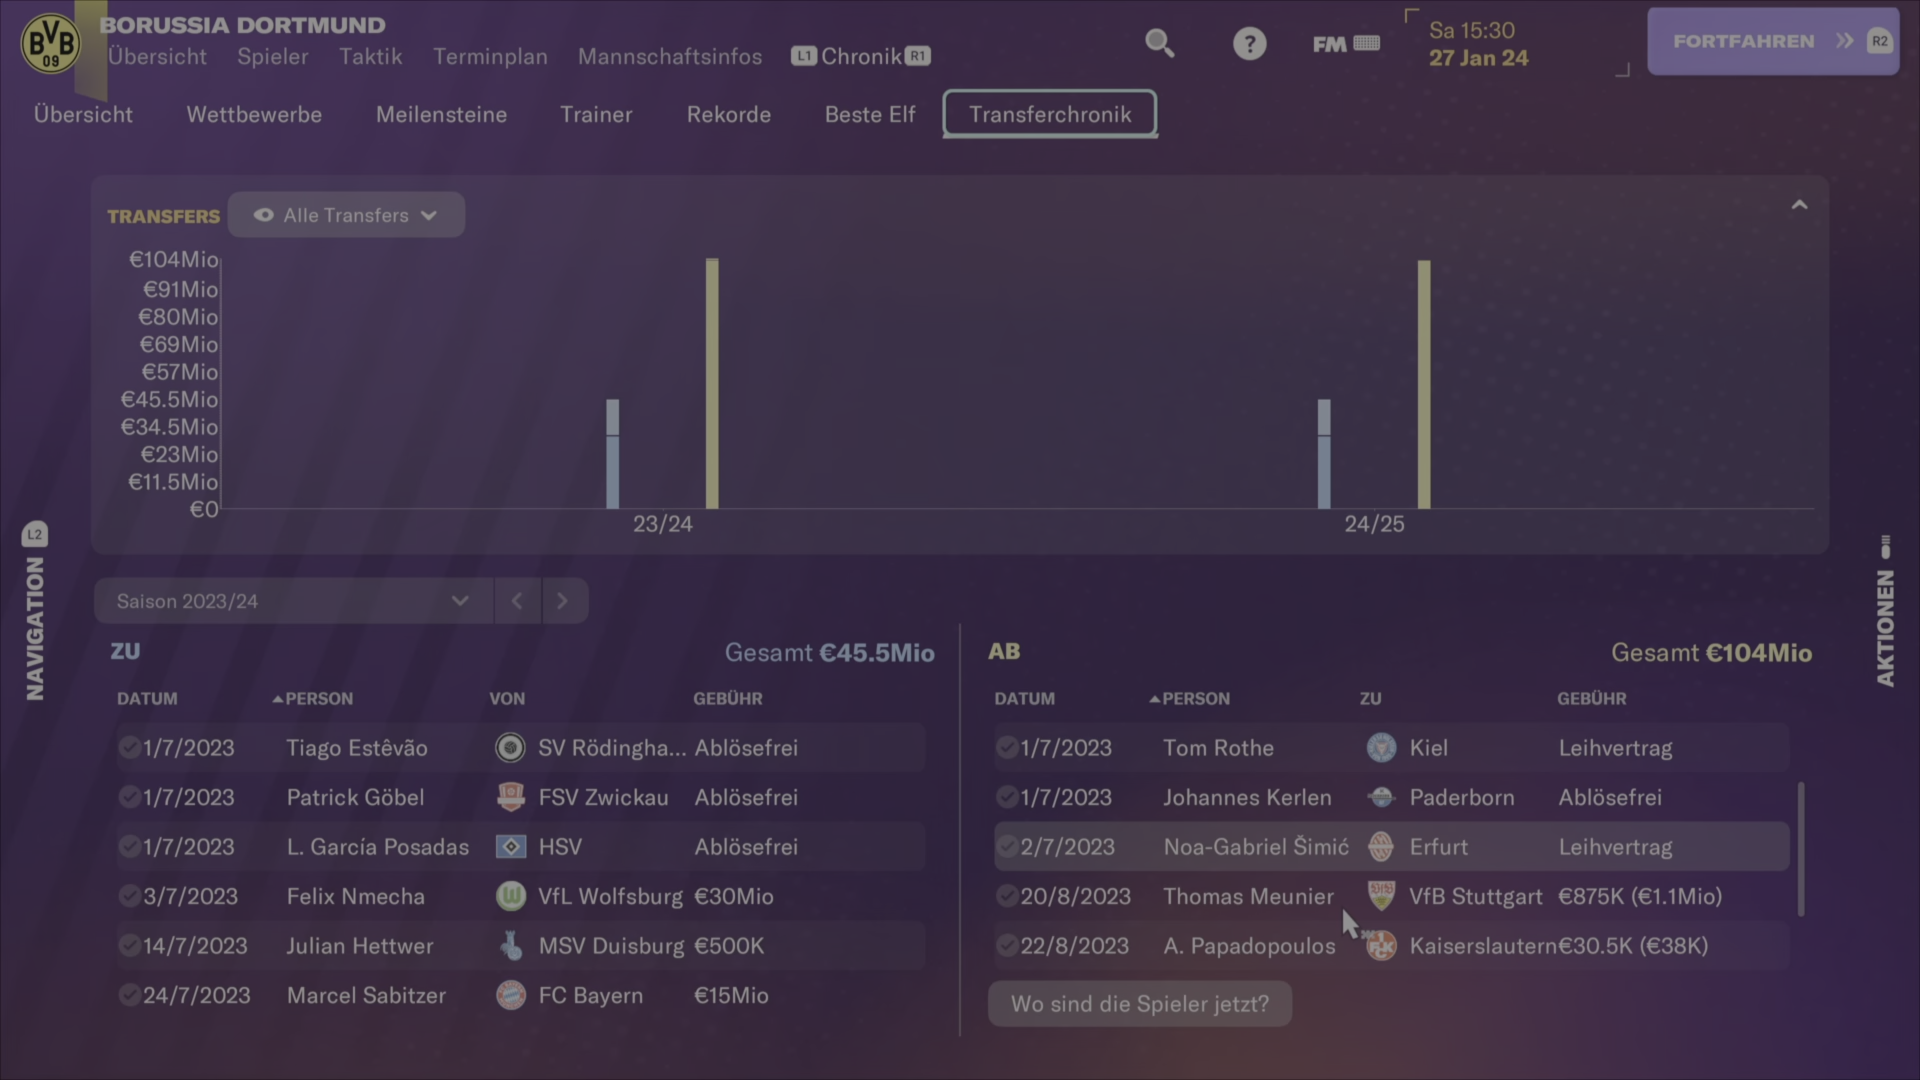 BORUSSIA DORTMUND
BVB 09
Übersicht Spieler Taktik Terminplan Mannschaftsinfos L1 Chronik R1
? FM
Sa 15:30
27 Jan 24
FORTFAHREN R2
Übersicht Wettbewerbe Meilensteine Trainer Rekorde Beste Elf Transferchronik
TRANSFERS Alle Transfers
€104Mio
€91Mio
€80Mio
€69Mio
€57Mio
€45.5Mio
€34.5Mio
€23Mio
€11.5Mio
€0
23/24 24/25
L2
NAVIGATION
AKTIONEN
Saison 2023/24
ZU Gesamt €45.5Mio
DATUM PERSON VON GEBÜHR
1/7/2023 Tiago Estêvão SV Rödingha... Ablösefrei
1/7/2023 Patrick Göbel FSV Zwickau Ablösefrei
1/7/2023 L. García Posadas HSV Ablösefrei
3/7/2023 Felix Nmecha VfL Wolfsburg €30Mio
14/7/2023 Julian Hettwer MSV Duisburg €500K
24/7/2023 Marcel Sabitzer FC Bayern €15Mio
AB Gesamt €104Mio
DATUM PERSON ZU GEBÜHR
1/7/2023 Tom Rothe Kiel Leihvertrag
1/7/2023 Johannes Kerlen Paderborn Ablösefrei
2/7/2023 Noa-Gabriel Šimić Erfurt Leihvertrag
20/8/2023 Thomas Meunier VfB Stuttgart €875K (€1.1Mio)
22/8/2023 A. Papadopoulos Kaiserslautern €30.5K (€38K)
Wo sind die Spieler jetzt?